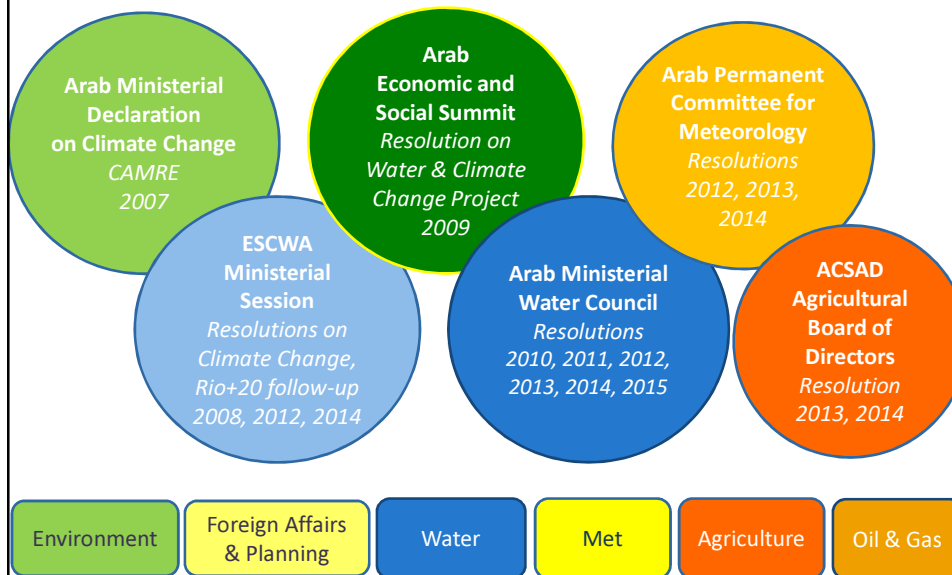 Arab Ministerial
Declaration
on Climate Change
CAMRE
2007
Arab
Economic and
Social Summit
Resolution on
Water & Climate
Change Project
2009
Arab Permanent
Committee for
Meteorology
Resolutions
2012, 2013,
2014
ESCWA
Ministerial
Session
Resolutions on
Climate Change,
Rio+20 follow-up
2008, 2012, 2014
Arab Ministerial
Water Council
Resolutions
2010, 2011, 2012,
2013, 2014, 2015
ACSAD
Agricultural
Board of
Directors
Resolution
2013, 2014
Environment
Foreign Affairs
& Planning
Water
Met
Agriculture
Oil & Gas